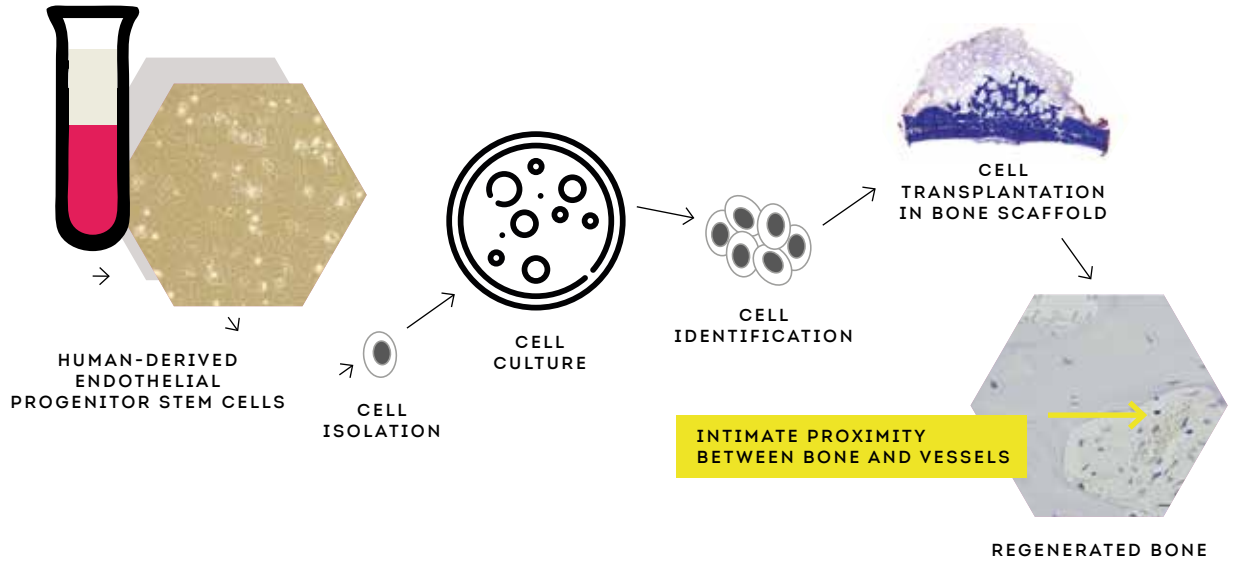 HUMAN-DERIVED
ENDOTHELIAL
PROGENITOR STEM CELLS
CELL
ISOLATION
CELL
CULTURE
CELL
IDENTIFICATION
CELL
TRANSPLANTATION
IN BONE SCAFFOLD
INTIMATE PROXIMITY
BETWEEN BONE AND VESSELS
REGENERATED BONE